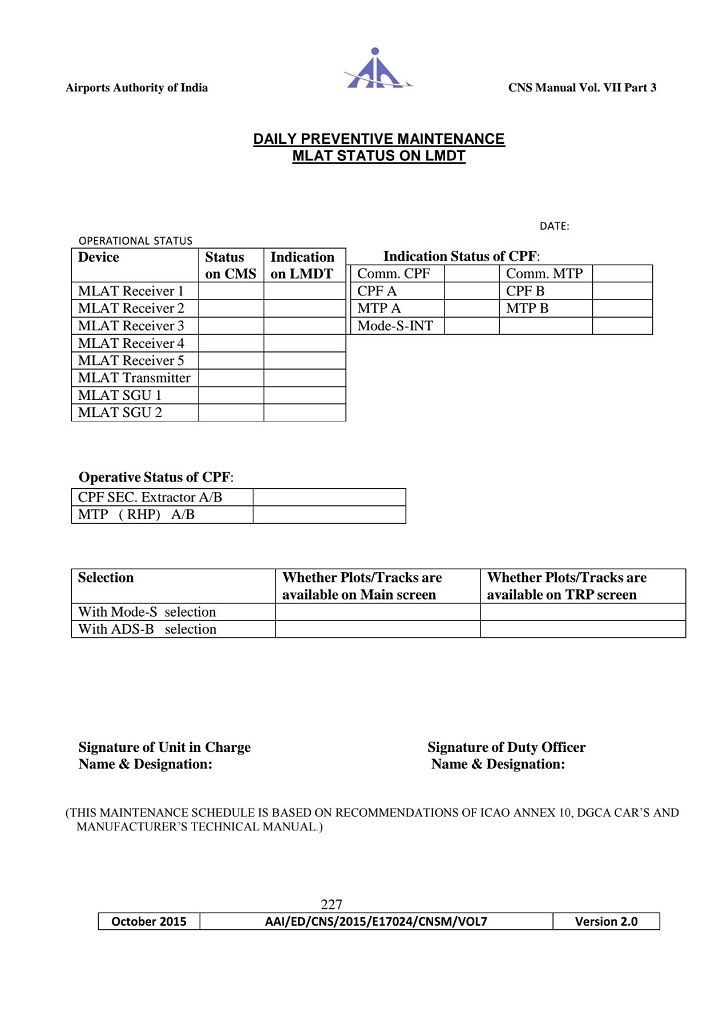 Airports Authority of India
CNS Manual Vol. VII Part 3
DAILY PREVENTIVE MAINTENANCE
MLAT STATUS ON LMDT
DATE:
OPERATIONAL STATUS
Device Status on CMS Indication on LMDT
MLAT Receiver 1
MLAT Receiver 2
MLAT Receiver 3
MLAT Receiver 4
MLAT Receiver 5
MLAT Transmitter
MLAT SGU 1
MLAT SGU 2
Indication Status of CPF:
Comm. CPF Comm. MTP
CPF A CPF B
MTP A MTP B
Mode-S-INT
Operative Status of CPF:
CPF SEC. Extractor A/B
MTP ( RHP) A/B
Selection Whether Plots/Tracks are available on Main screen Whether Plots/Tracks are available on TRP screen
With Mode-S selection
With ADS-B selection
Signature of Unit in Charge Signature of Duty Officer
Name & Designation: Name & Designation:
(THIS MAINTENANCE SCHEDULE IS BASED ON RECOMMENDATIONS OF ICAO ANNEX 10, DGCA CAR'S AND
MANUFACTURER'S TECHNICAL MANUAL.)
227
October 2015 AAI/ED/CNS/2015/E17024/CNSM/VOL7 Version 2.0